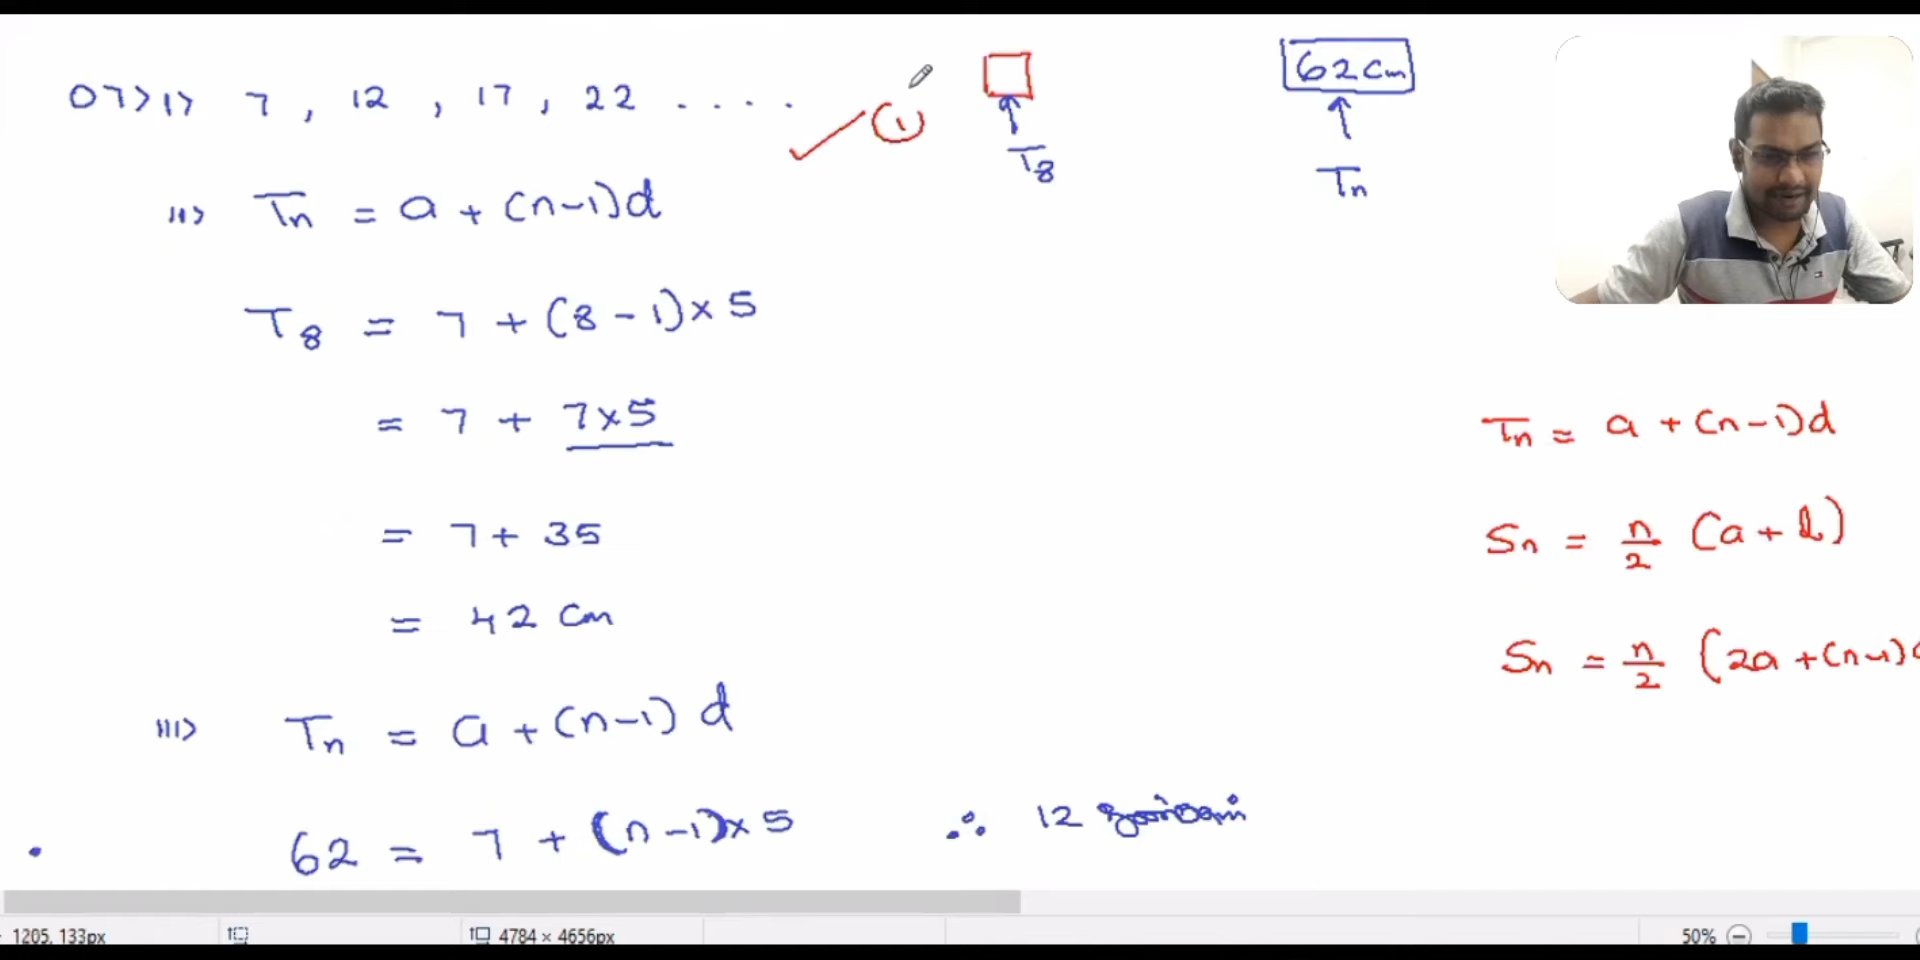 07>i> 7 , 12 , 17 , 22 ....
✓ 1
T8
62 cm
Tn
ii> Tn = a + (n-1)d
T8 = 7 + (8-1)×5
= 7 + 7×5
= 7 + 35
= 42 cm
iii> Tn = a + (n-1) d
62 = 7 + (n-1)×5
∴ 12
Tn = a + (n-1)d
Sn = n/2 (a + l)
Sn = n/2 (2a + (n-1)
1205, 133px
4784 × 4656px
50%